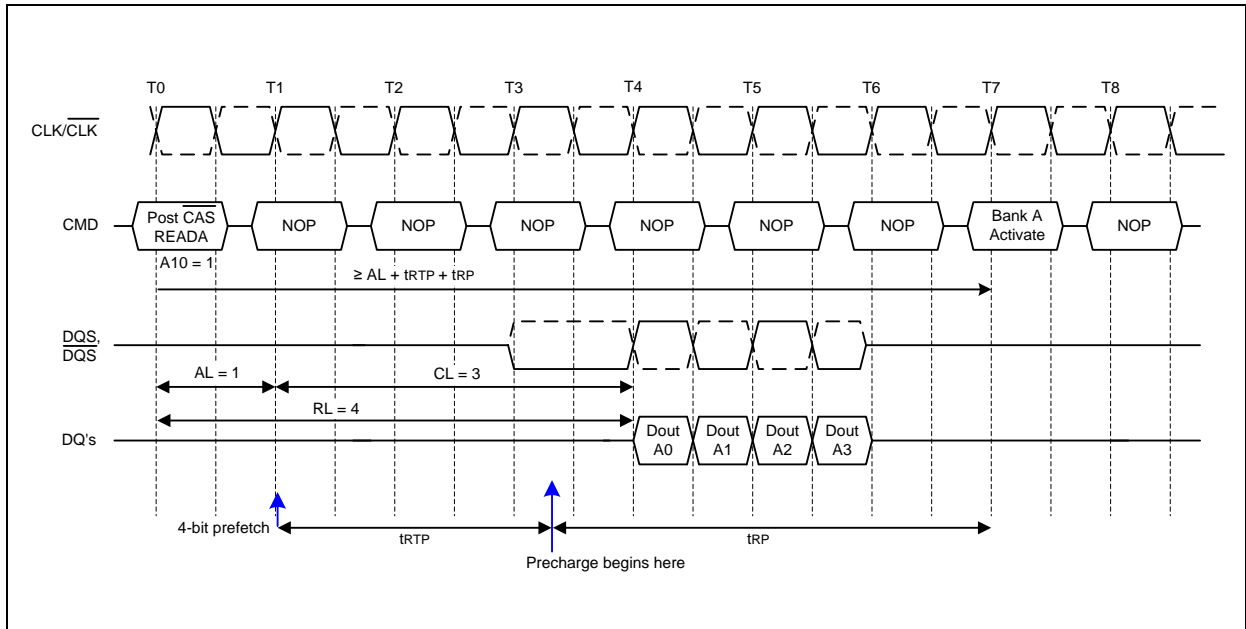 T0 T1 T2 T3 T4 T5 T6 T7 T8
CLK/CLK
CMD
Post CAS
READA
NOP NOP NOP NOP NOP NOP
Bank A
Activate
NOP
A10 = 1
≥ AL + tRTP + tRP
DQS,
DQS
AL = 1
CL = 3
RL = 4
DQ's
Dout
A0
Dout
A1
Dout
A2
Dout
A3
4-bit prefetch
tRTP
tRP
Precharge begins here